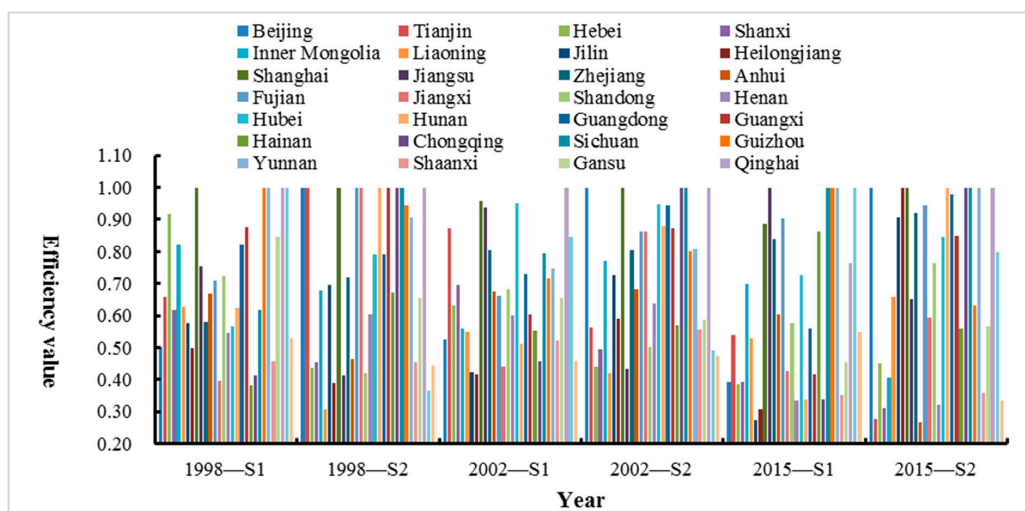 Beijing Tianjin Hebei Shanxi
Inner Mongolia Liaoning Jilin Heilongjiang
Shanghai Jiangsu Zhejiang Anhui
Fujian Jiangxi Shandong Henan
Hubei Hunan Guangdong Guangxi
Hainan Chongqing Sichuan Guizhou
Yunnan Shaanxi Gansu Qinghai
1.10
1.00
0.90
0.80
0.70
0.60
0.50
0.40
0.30
0.20
Efficiency value
1998—S1 1998—S2 2002—S1 2002—S2 2015—S1 2015—S2
Year